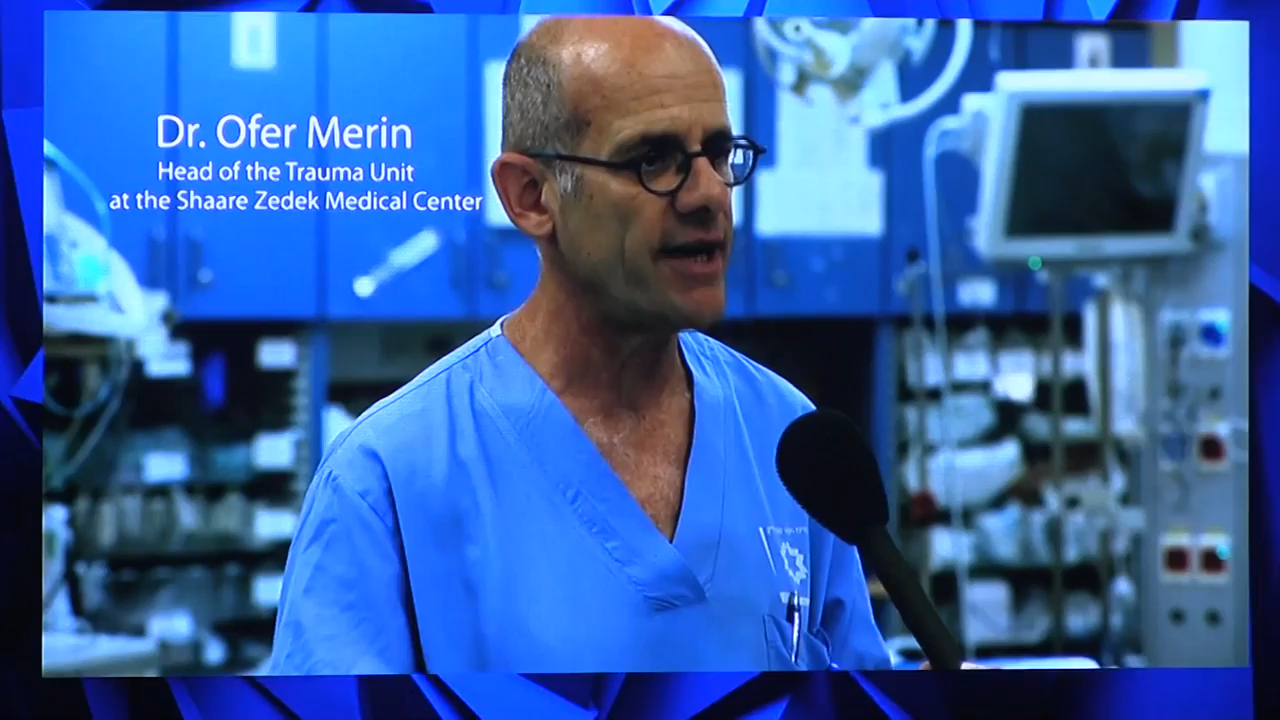 Dr. Ofer Merin
Head of the Trauma Unit
at the Shaare Zedek Medical Center